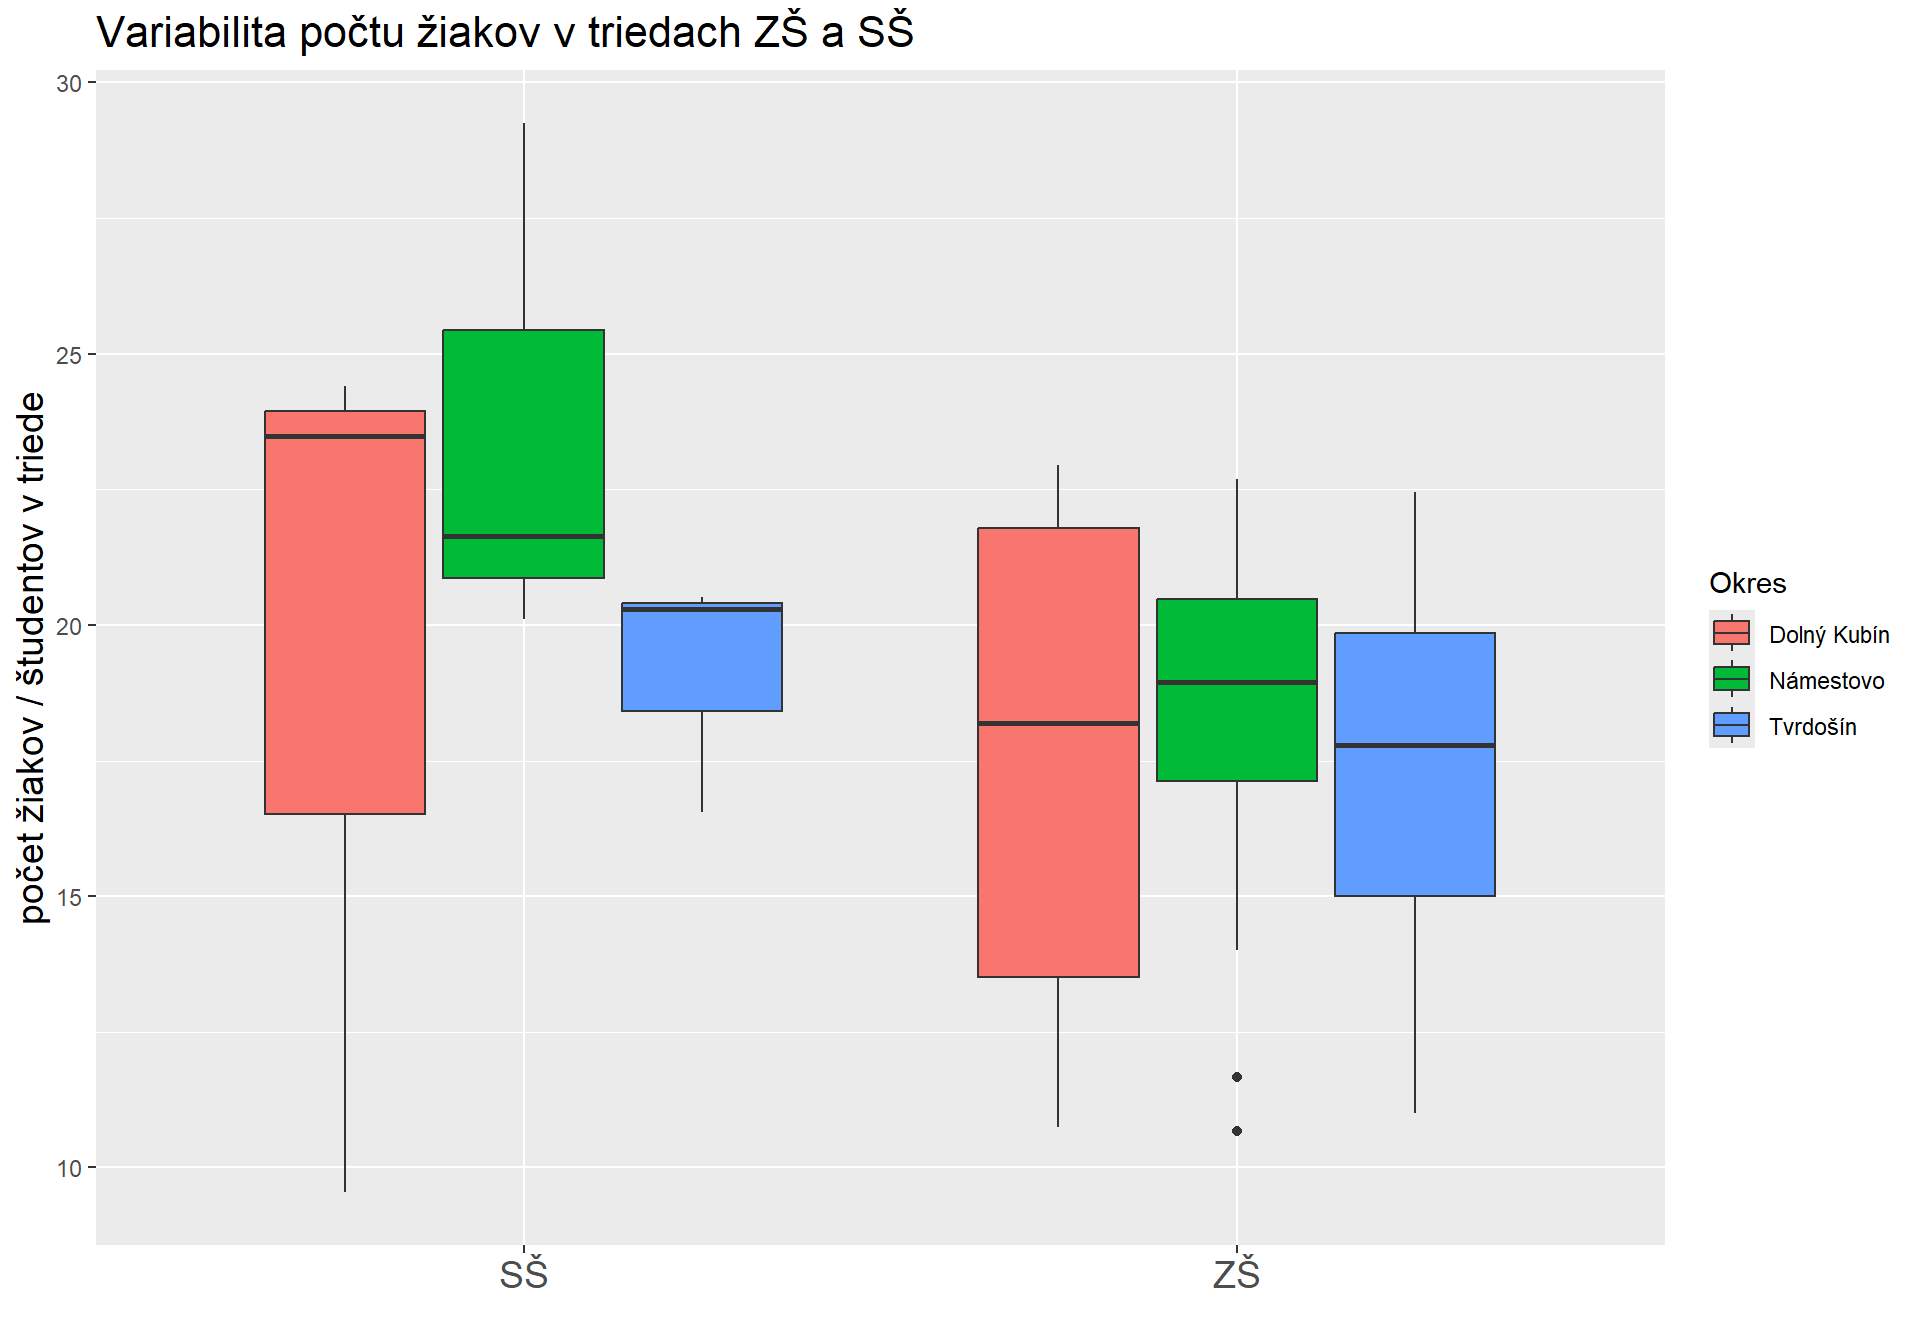 Variabilita počtu žiakov v triedach ZŠ a SŠ
počet žiakov / študentov v triede
30
25
20
15
10
SŠ
ZŠ
Okres
Dolný Kubín
Námestovo
Tvrdošín